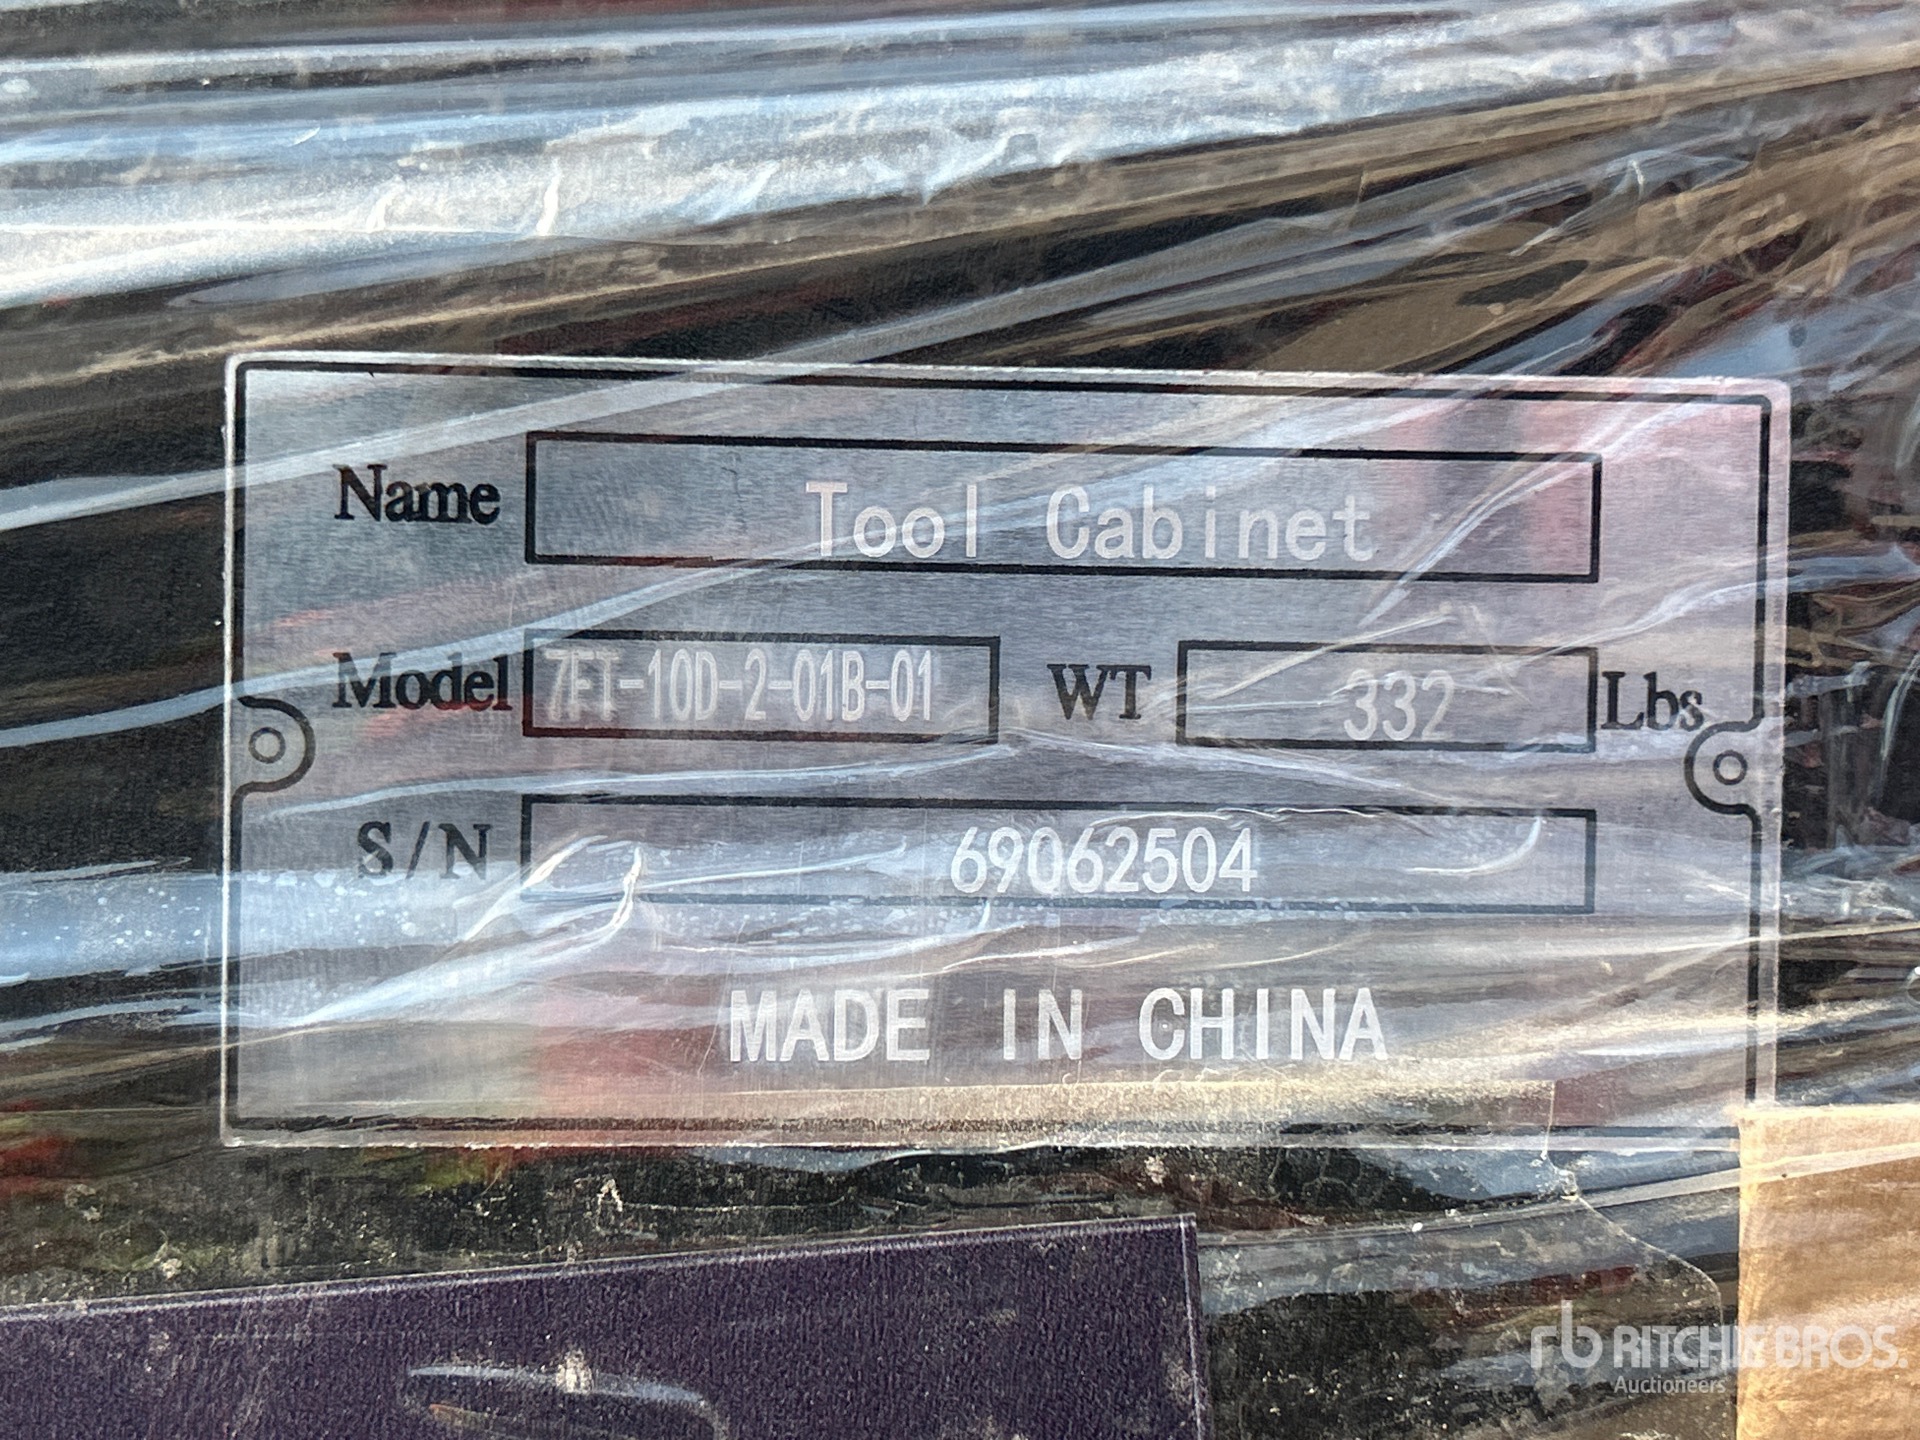 Name Tool Cabinet
Model 7FT-10D-2-01B-01 WT 332 Lbs
S/N 69062504
MADE IN CHINA
rb RITCHIE BROS.
Auctioneers